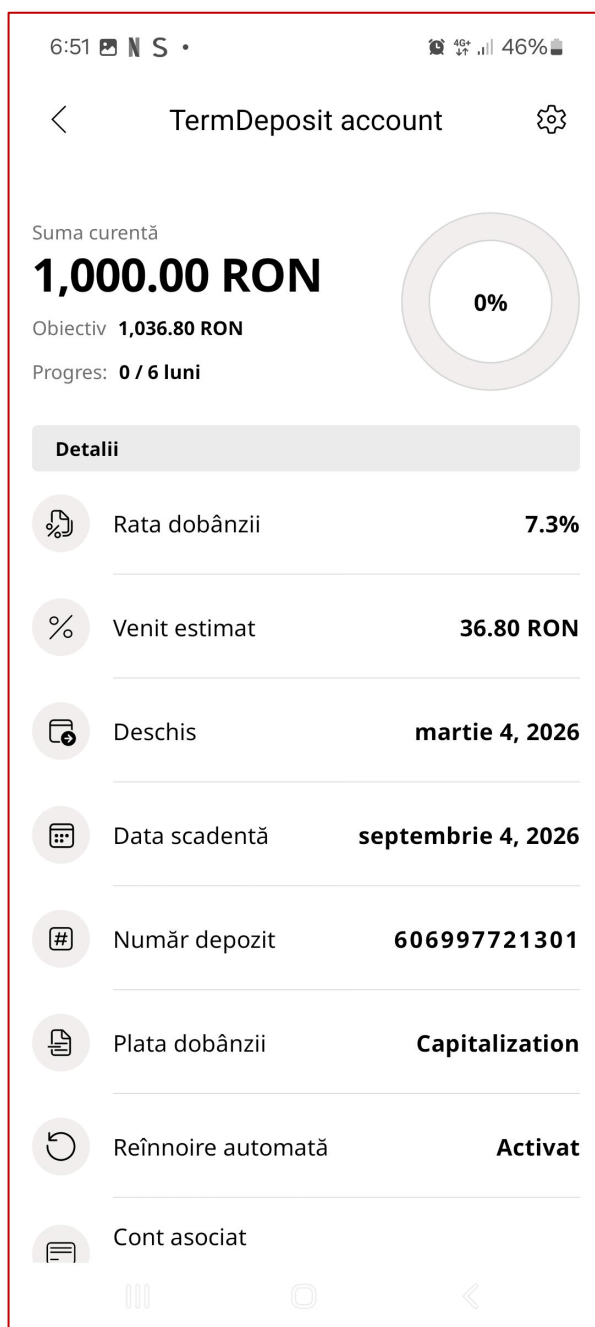 6:51 N S •
4G+ 46%
TermDeposit account
Suma curentă
1,000.00 RON
0%
Obiectiv 1,036.80 RON
Progres: 0 / 6 luni
Detalii
Rata dobânzii 7.3%
% Venit estimat 36.80 RON
Deschis martie 4, 2026
Data scadentă septembrie 4, 2026
# Număr depozit 606997721301
Plata dobânzii Capitalization
Reînnoire automată Activat
Cont asociat